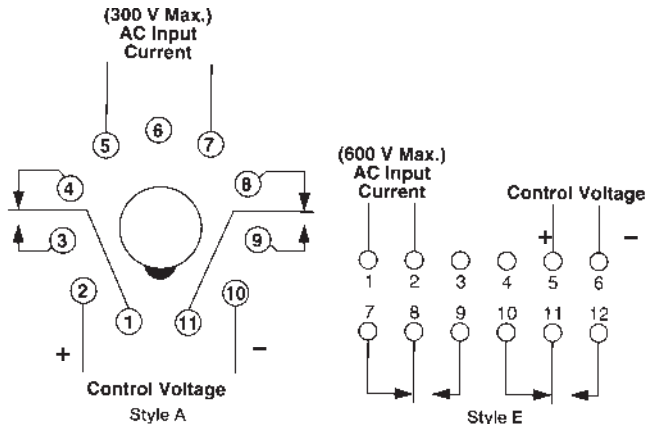 (300 V Max.)
AC Input
Current
5
6
7
4
8
3
9
2
10
1
11
+
−
Control Voltage
Style A
(600 V Max.)
AC Input
Current
Control Voltage
+
−
1 2 3 4 5 6
7 8 9 10 11 12
Style E